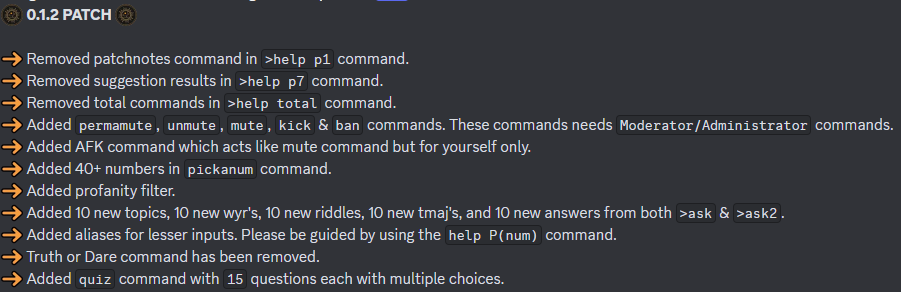 0.1.2 PATCH
Removed patchnotes command in >help p1 command.
Removed suggestion results in >help p7 command.
Removed total commands in >help total command.
Added permamute, unmute, mute, kick & ban commands. These commands needs Moderator/Administrator commands.
Added AFK command which acts like mute command but for yourself only.
Added 40+ numbers in pickanum command.
Added profanity filter.
Added 10 new topics, 10 new wyr's, 10 new riddles, 10 new tmaj's, and 10 new answers from both >ask & >ask2.
Added aliases for lesser inputs. Please be guided by using the help P(num) command.
Truth or Dare command has been removed.
Added quiz command with 15 questions each with multiple choices.